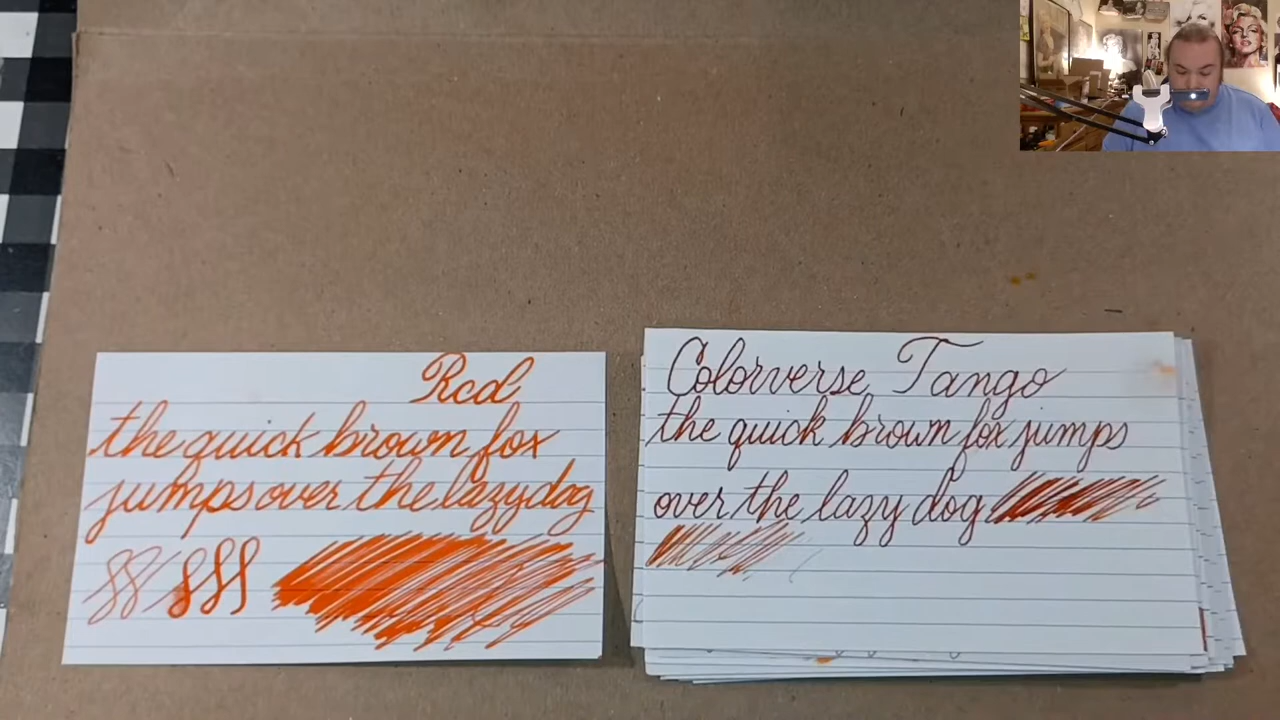 Red
the quick brown fox
jumps over the lazy dog
Colorverse Tango
the quick brown fox jumps
over the lazy dog